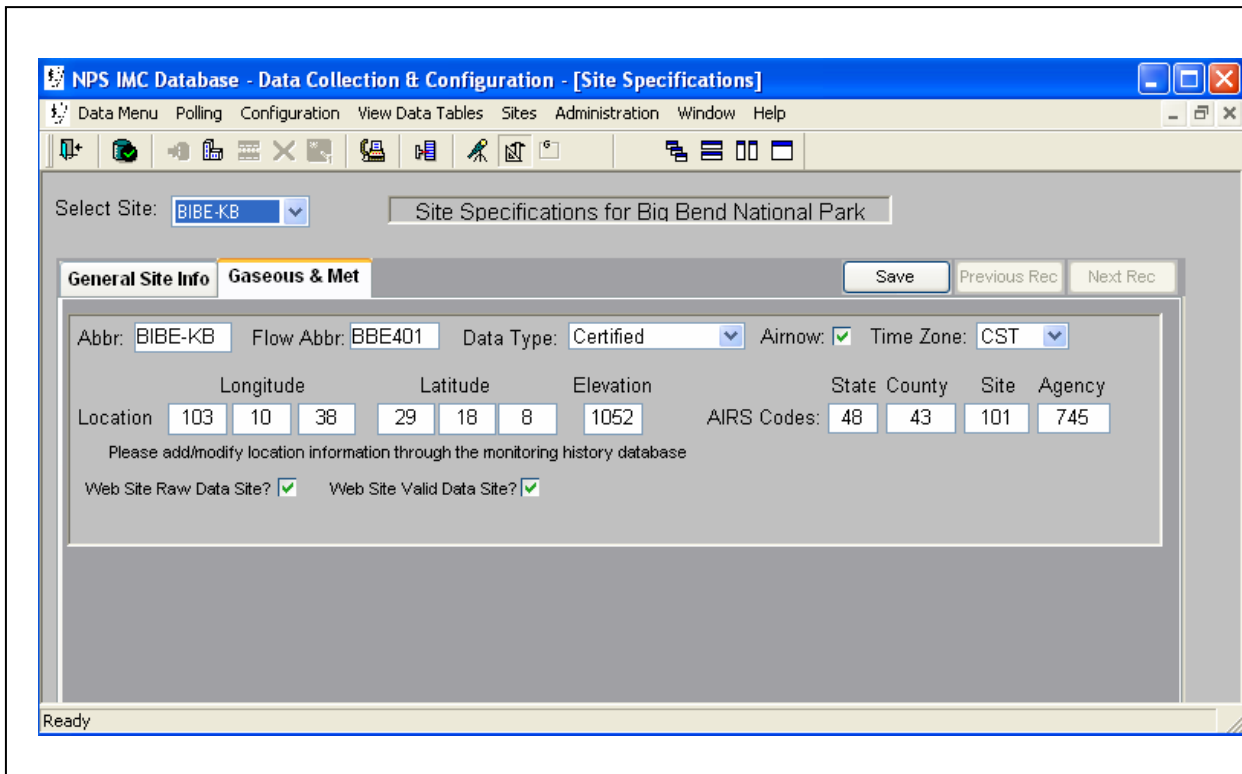 NPS IMC Database - Data Collection & Configuration - [Site Specifications]
Data Menu Polling Configuration View Data Tables Sites Administration Window Help
Select Site: BIBE-KB Site Specifications for Big Bend National Park
General Site Info Gaseous & Met Save Previous Rec Next Rec
Abbr: BIBE-KB Flow Abbr: BBE401 Data Type: Certified Airnow: Time Zone: CST
Longitude Latitude Elevation State County Site Agency
Location 103 10 38 29 18 8 1052 AIRS Codes: 48 43 101 745
Please add/modify location information through the monitoring history database
Web Site Raw Data Site? Web Site Valid Data Site?
Ready